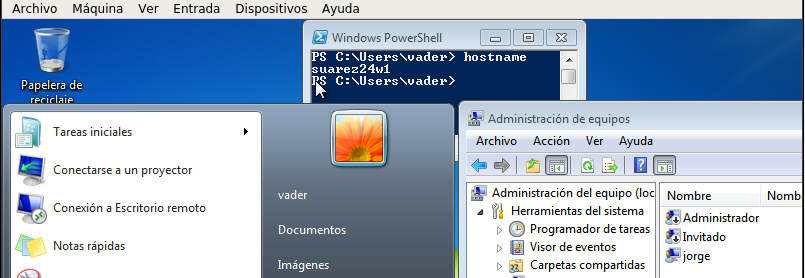 Archivo Máquina Ver Entrada Dispositivos Ayuda
Papelera de
reciclaje
Windows PowerShell
PS C:\Users\vader> hostname
suarez24w1
PS C:\Users\vader>
Tareas iniciales
Conectarse a un proyector
Conexión a Escritorio remoto
Notas rápidas
vader
Documentos
Imágenes
Administración de equipos
Archivo Acción Ver Ayuda
Administración del equipo (loc
Herramientas del sistema
Programador de tareas
Visor de eventos
Carpetas compartidas
Nombre Nomb
Administrador
Invitado
jorge